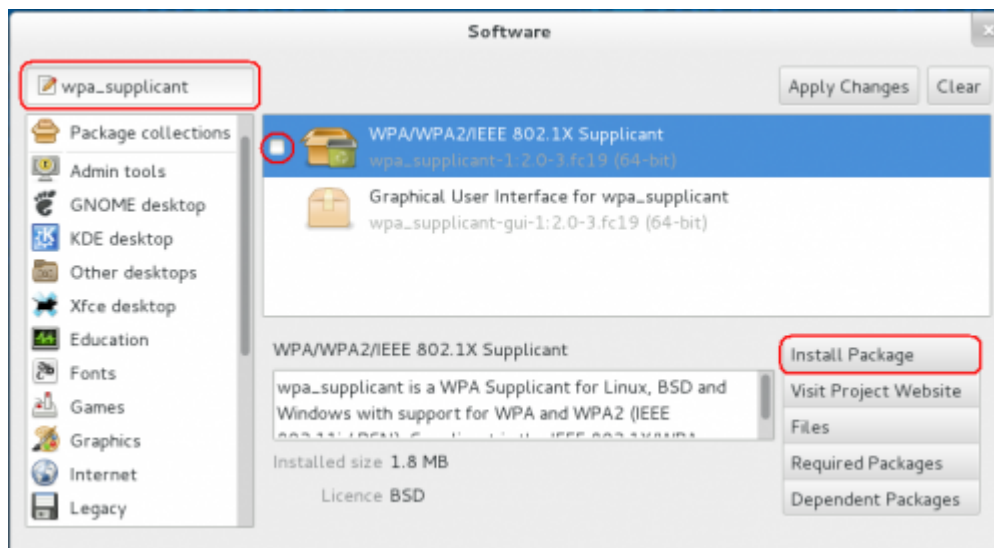 Software
wpa_supplicant
Apply Changes
Clear
Package collections
Admin tools
GNOME desktop
KDE desktop
Other desktops
Xfce desktop
Education
Fonts
Games
Graphics
Internet
Legacy
WPA/WPA2/IEEE 802.1X Supplicant
wpa_supplicant-1:2.0-3.fc19 (64-bit)
Graphical User Interface for wpa_supplicant
wpa_supplicant-gui-1:2.0-3.fc19 (64-bit)
WPA/WPA2/IEEE 802.1X Supplicant
wpa_supplicant is a WPA Supplicant for Linux, BSD and
Windows with support for WPA and WPA2 (IEEE
Installed size 1.8 MB
Licence BSD
Install Package
Visit Project Website
Files
Required Packages
Dependent Packages